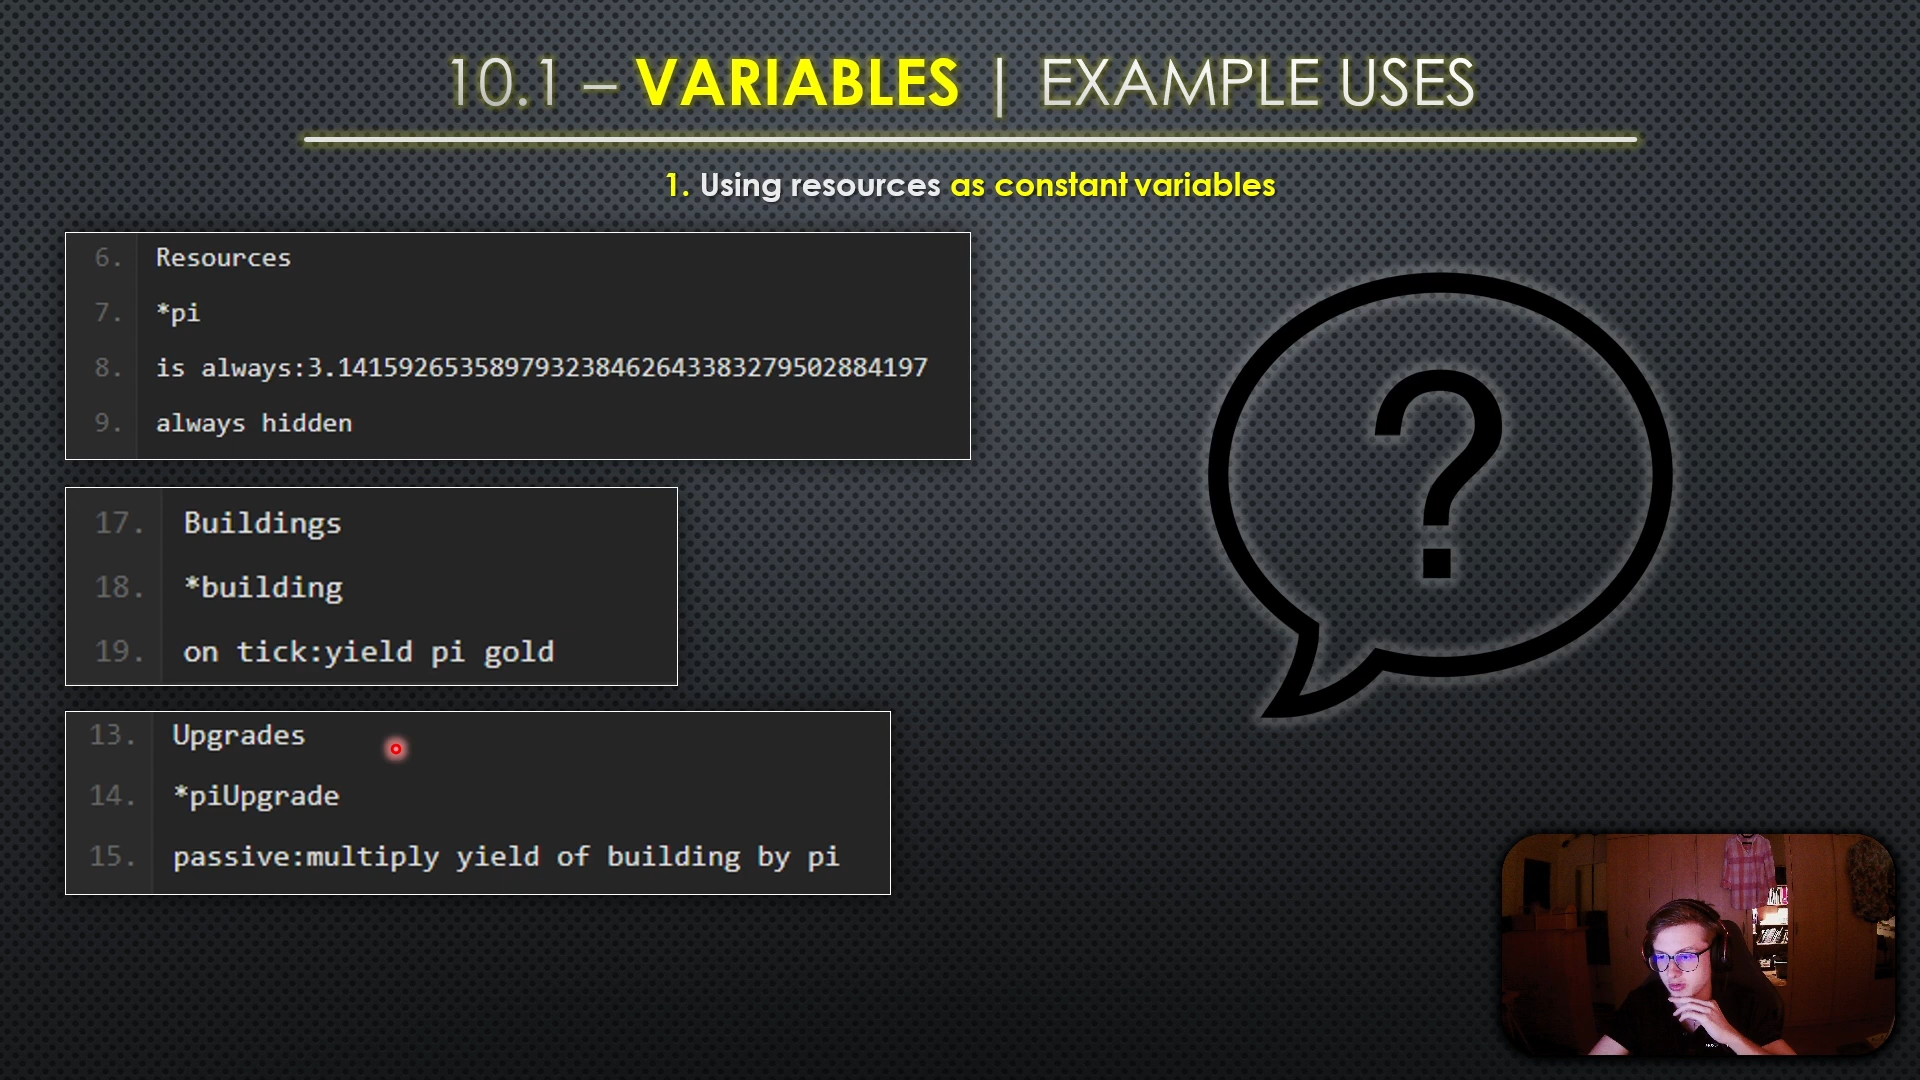 10.1 – VARIABLES | EXAMPLE USES
1. Using resources as constant variables
6. Resources
7. *pi
8. is always:3.14159265358979323846264338327950288​4197
9. always hidden
17. Buildings
18. *building
19. on tick:yield pi gold
13. Upgrades
14. *piUpgrade
15. passive:multiply yield of building by pi
?